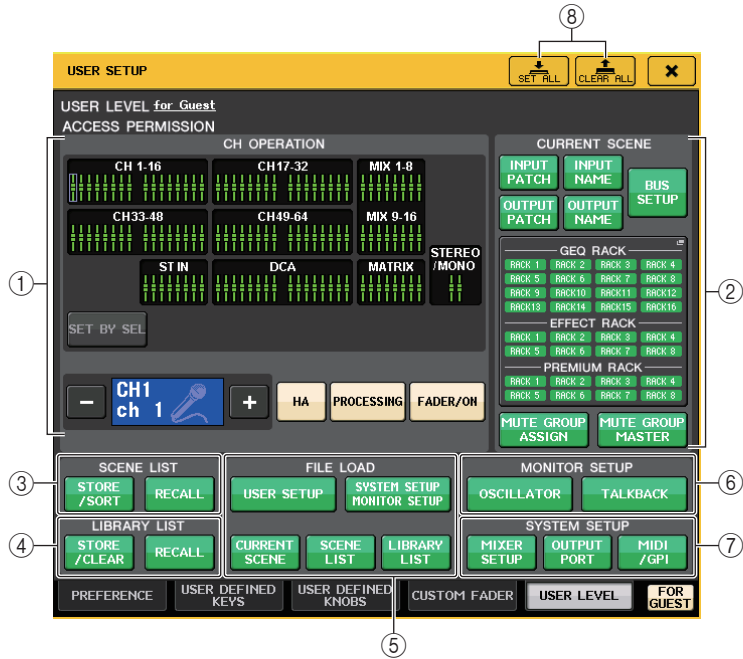 ⑧
USER SETUP
SET ALL
CLEAR ALL
USER LEVEL for Guest
ACCESS PERMISSION
CH OPERATION
CH 1-16
CH17-32
MIX 1-8
CH33-48
CH49-64
MIX 9-16
ST IN
DCA
MATRIX
STEREO
/MONO
SET BY SEL
CH1
ch 1
HA
PROCESSING
FADER/ON
①
CURRENT SCENE
INPUT
PATCH
INPUT
NAME
BUS
SETUP
OUTPUT
PATCH
OUTPUT
NAME
GEQ RACK
RACK 1 RACK 2 RACK 3 RACK 4
RACK 5 RACK 6 RACK 7 RACK 8
RACK 9 RACK10 RACK11 RACK12
RACK13 RACK14 RACK15 RACK16
EFFECT RACK
RACK 1 RACK 2 RACK 3 RACK 4
RACK 5 RACK 6 RACK 7 RACK 8
PREMIUM RACK
RACK 1 RACK 2 RACK 3 RACK 4
RACK 5 RACK 6 RACK 7 RACK 8
MUTE GROUP
ASSIGN
MUTE GROUP
MASTER
②
③
SCENE LIST
STORE
/SORT
RECALL
FILE LOAD
USER SETUP
SYSTEM SETUP
MONITOR SETUP
CURRENT
SCENE
SCENE
LIST
LIBRARY
LIST
MONITOR SETUP
OSCILLATOR
TALKBACK
⑥
④
LIBRARY LIST
STORE
/CLEAR
RECALL
SYSTEM SETUP
MIXER
SETUP
OUTPUT
PORT
MIDI
/GPI
⑦
PREFERENCE
USER DEFINED
KEYS
USER DEFINED
KNOBS
CUSTOM FADER
USER LEVEL
FOR
GUEST
⑤